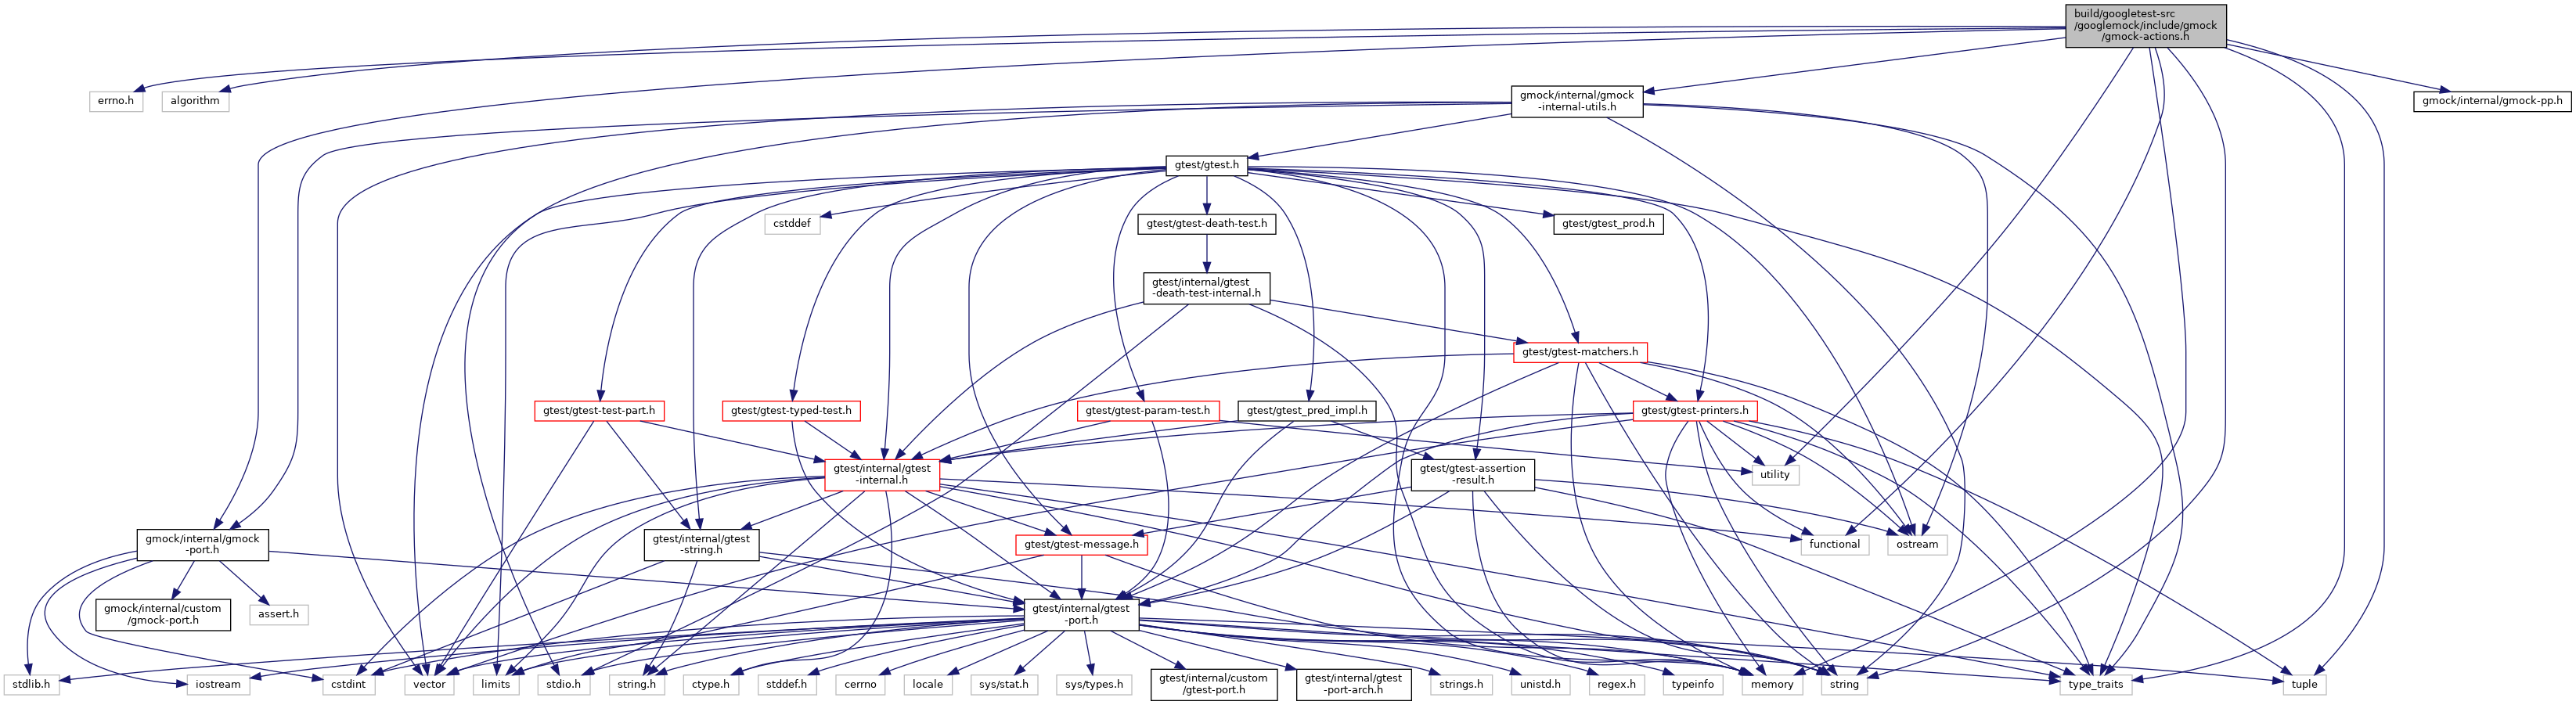 build/googletest-src
/googlemock/include/gmock
/gmock-actions.h
errno.h
algorithm
gmock/internal/gmock
-internal-utils.h
gmock/internal/gmock-pp.h
gtest/gtest.h
cstddef
gtest/gtest-death-test.h
gtest/gtest_prod.h
gtest/internal/gtest
-death-test-internal.h
gtest/gtest-matchers.h
gtest/gtest-test-part.h
gtest/gtest-typed-test.h
gtest/gtest-param-test.h
gtest/gtest_pred_impl.h
gtest/gtest-printers.h
gtest/internal/gtest
-internal.h
gtest/gtest-assertion
-result.h
utility
gmock/internal/gmock
-port.h
gtest/internal/gtest
-string.h
gtest/gtest-message.h
functional
ostream
gmock/internal/custom
/gmock-port.h
assert.h
gtest/internal/gtest
-port.h
stdlib.h
iostream
cstdint
vector
limits
stdio.h
string.h
ctype.h
stddef.h
cerrno
locale
sys/stat.h
sys/types.h
gtest/internal/custom
/gtest-port.h
gtest/internal/gtest
-port-arch.h
strings.h
unistd.h
regex.h
typeinfo
memory
string
type_traits
tuple